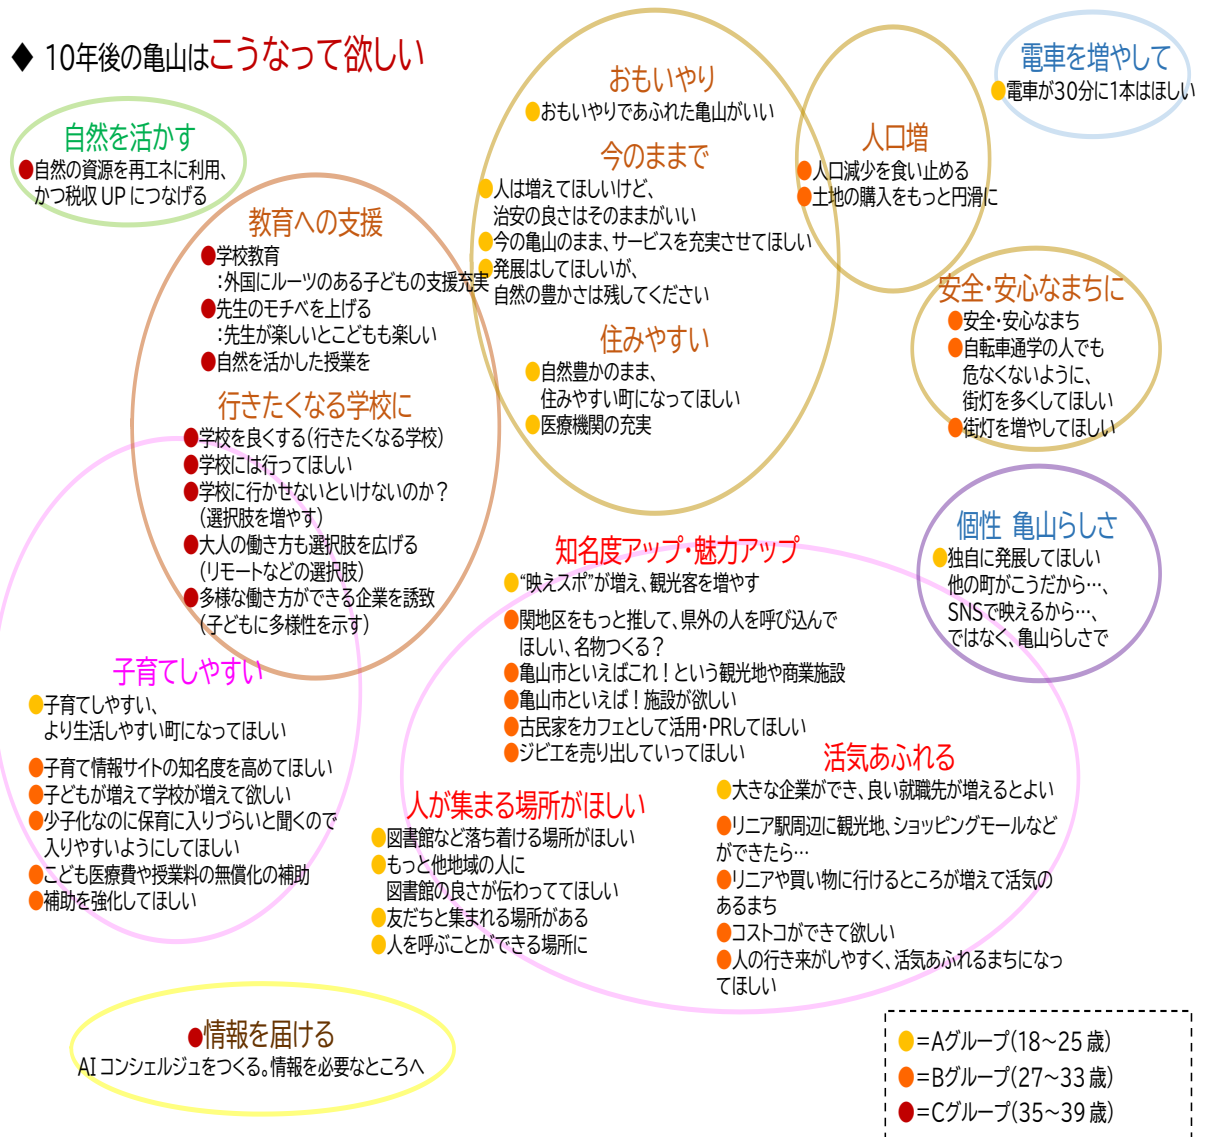 ◆ 10年後の亀山はこうなって欲しい
自然を活かす
●自然の資源を再エネに利用、
かつ税収 UP につなげる
教育への支援
●学校教育
：外国にルーツのある子どもの支援充実
●先生のモチベを上げる
：先生が楽しいとこどもも楽しい
●自然を活かした授業を
行きたくなる学校に
●学校を良くする（行きたくなる学校）
●学校には行ってほしい
●学校に行かせないといけないのか？
（選択肢を増やす）
●大人の働き方も選択肢を広げる
（リモートなどの選択肢）
●多様な働き方ができる企業を誘致
（子どもに多様性を示す）
おもいやり
●おもいやりであふれた亀山がいい
今のままで
●人は増えてほしいけど、
治安の良さはそのままがいい
●今の亀山のまま、サービスを充実させてほしい
●発展はしてほしいが、
自然の豊かさは残してください
住みやすい
●自然豊かのまま、
住みやすい町になってほしい
●医療機関の充実
人口増
●人口減少を食い止める
●土地の購入をもっと円滑に
電車を増やして
●電車が30分に1本はほしい
安全・安心なまちに
●安全・安心なまち
●自転車通学の人でも
危なくないように、
街灯を多くしてほしい
●街灯を増やしてほしい
個性 亀山らしさ
●独自に発展してほしい
他の町がこうだから…、
SNSで映えるから…、
ではなく、亀山らしさで
子育てしやすい
●子育てしやすい、
より生活しやすい町になってほしい
●子育て情報サイトの知名度を高めてほしい
●子どもが増えて学校が増えて欲しい
●少子化なのに保育に入りづらいと聞くので
入りやすいようにしてほしい
●こども医療費や授業料の無償化の補助
●補助を強化してほしい
知名度アップ・魅力アップ
●“映えスポ”が増え、観光客を増やす
●関地区をもっと推して、県外の人を呼び込んで
ほしい、名物つくる？
●亀山市といえばこれ！という観光地や商業施設
●亀山市といえば！施設が欲しい
●古民家をカフェとして活用・PRしてほしい
●ジビエを売り出していってほしい
人が集まる場所がほしい
●図書館など落ち着ける場所がほしい
●もっと他地域の人に
図書館の良さが伝わっててほしい
●友だちと集まれる場所がある
●人を呼ぶことができる場所に
活気あふれる
●大きな企業ができ、良い就職先が増えるとよい
●リニア駅周辺に観光地、ショッピングモールなど
ができたら…
●リニアや買い物に行けるところが増えて活気の
あるまち
●コストコができて欲しい
●人の行き来がしやすく、活気あふれるまちになっ
てほしい
●情報を届ける
AI コンシェルジュをつくる。情報を必要なところへ
●=Aグループ(18～25 歳)
●=Bグループ(27～33 歳)
●=Cグループ(35～39 歳)